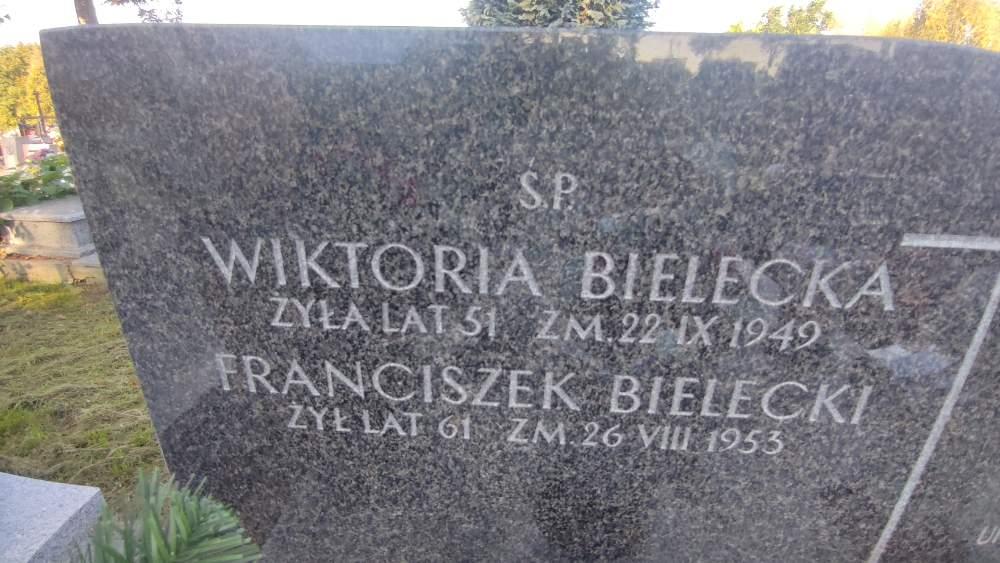 Ś.P.
WIKTORIA BIELECKA
ŻYŁA LAT 51 ZM. 22 IX 1949
FRANCISZEK BIELECKI
ŻYŁ LAT 61 ZM. 26 VIII 1953